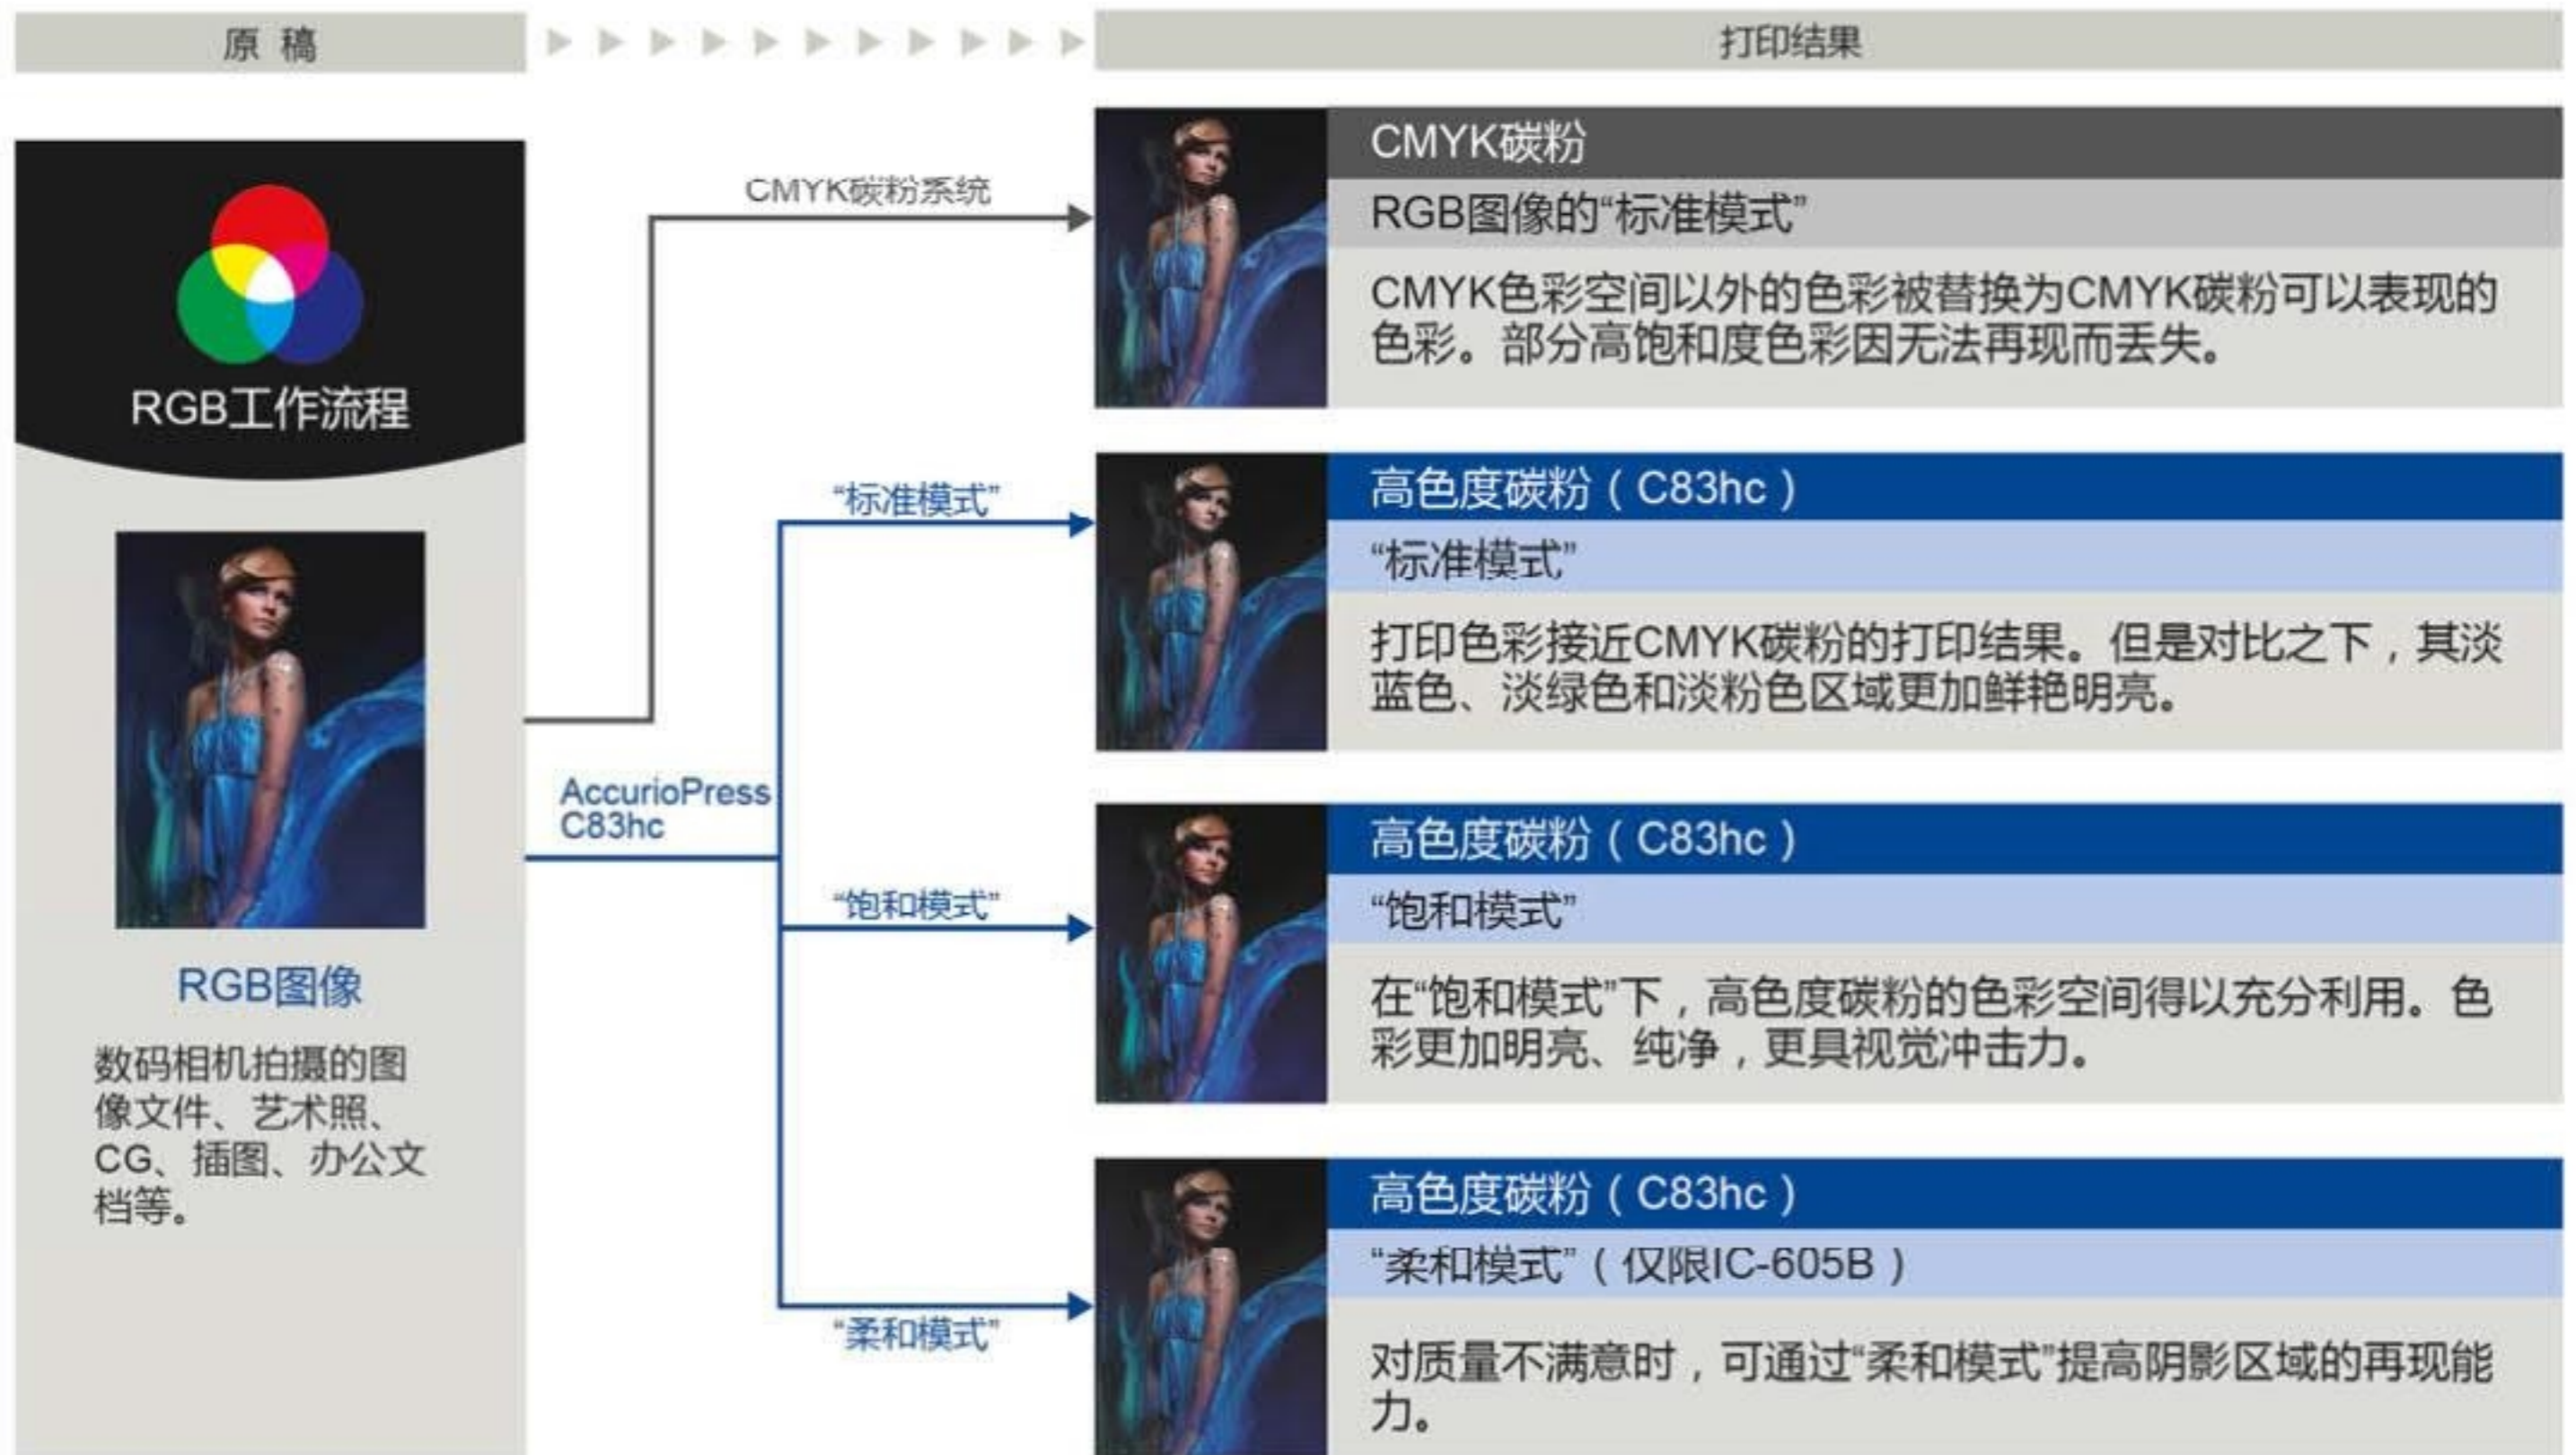 原 稿
打印结果
RGB工作流程
RGB图像
数码相机拍摄的图
像文件、艺术照、
CG、插图、办公文
档等。
CMYK碳粉系统
AccurioPress
C83hc
“标准模式”
“饱和模式”
“柔和模式”
CMYK碳粉
RGB图像的“标准模式”
CMYK色彩空间以外的色彩被替换为CMYK碳粉可以表现的
色彩。部分高饱和度色彩因无法再现而丢失。
高色度碳粉（C83hc）
“标准模式”
打印色彩接近CMYK碳粉的打印结果。但是对比之下，其淡
蓝色、淡绿色和淡粉色区域更加鲜艳明亮。
高色度碳粉（C83hc）
“饱和模式”
在“饱和模式”下，高色度碳粉的色彩空间得以充分利用。色
彩更加明亮、纯净，更具视觉冲击力。
高色度碳粉（C83hc）
“柔和模式”（仅限IC-605B）
对质量不满意时，可通过“柔和模式”提高阴影区域的再现能
力。